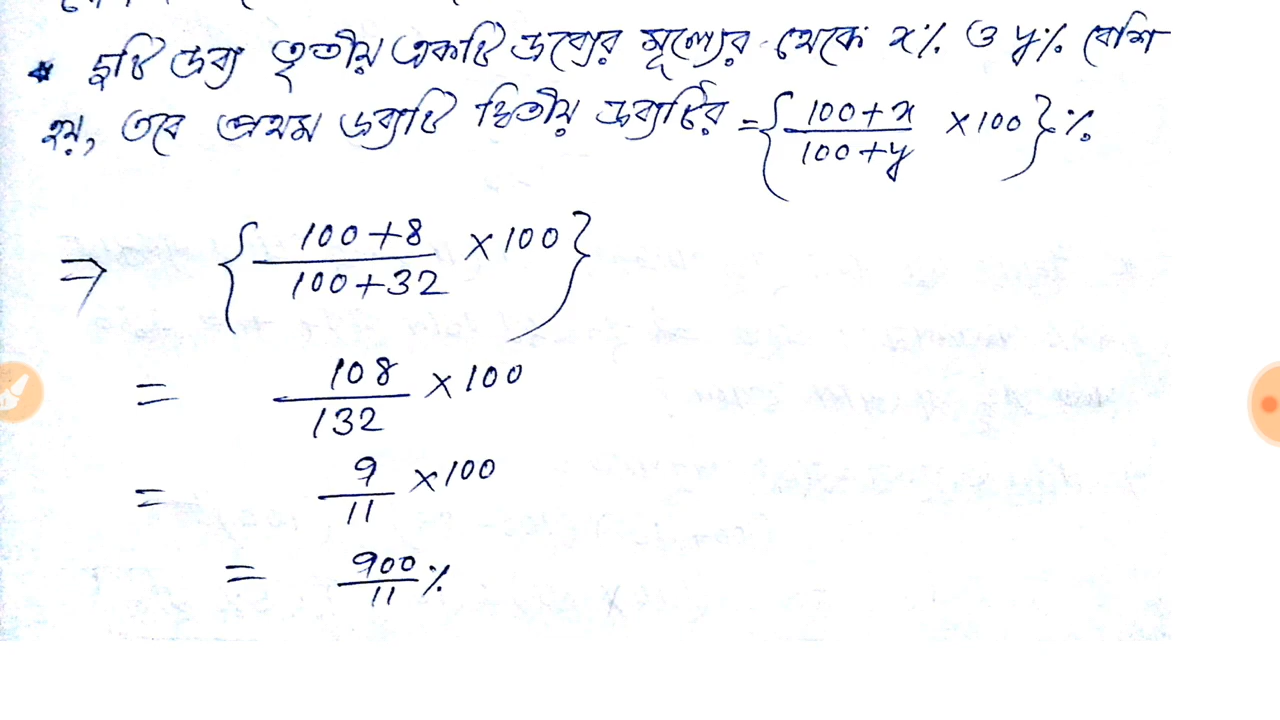 * দুটি দ্রব্য তৃতীয় একটি দ্রব্যের মূল্যের থেকে x% ও y% বেশি
হয়, তবে প্রথম দ্রব্যটি দ্বিতীয় দ্রব্যটির = {(100+x)/(100+y) × 100}%
⇒ {(100+8)/(100+32) × 100}
= 108/132 × 100
= 9/11 × 100
= 900/11 %